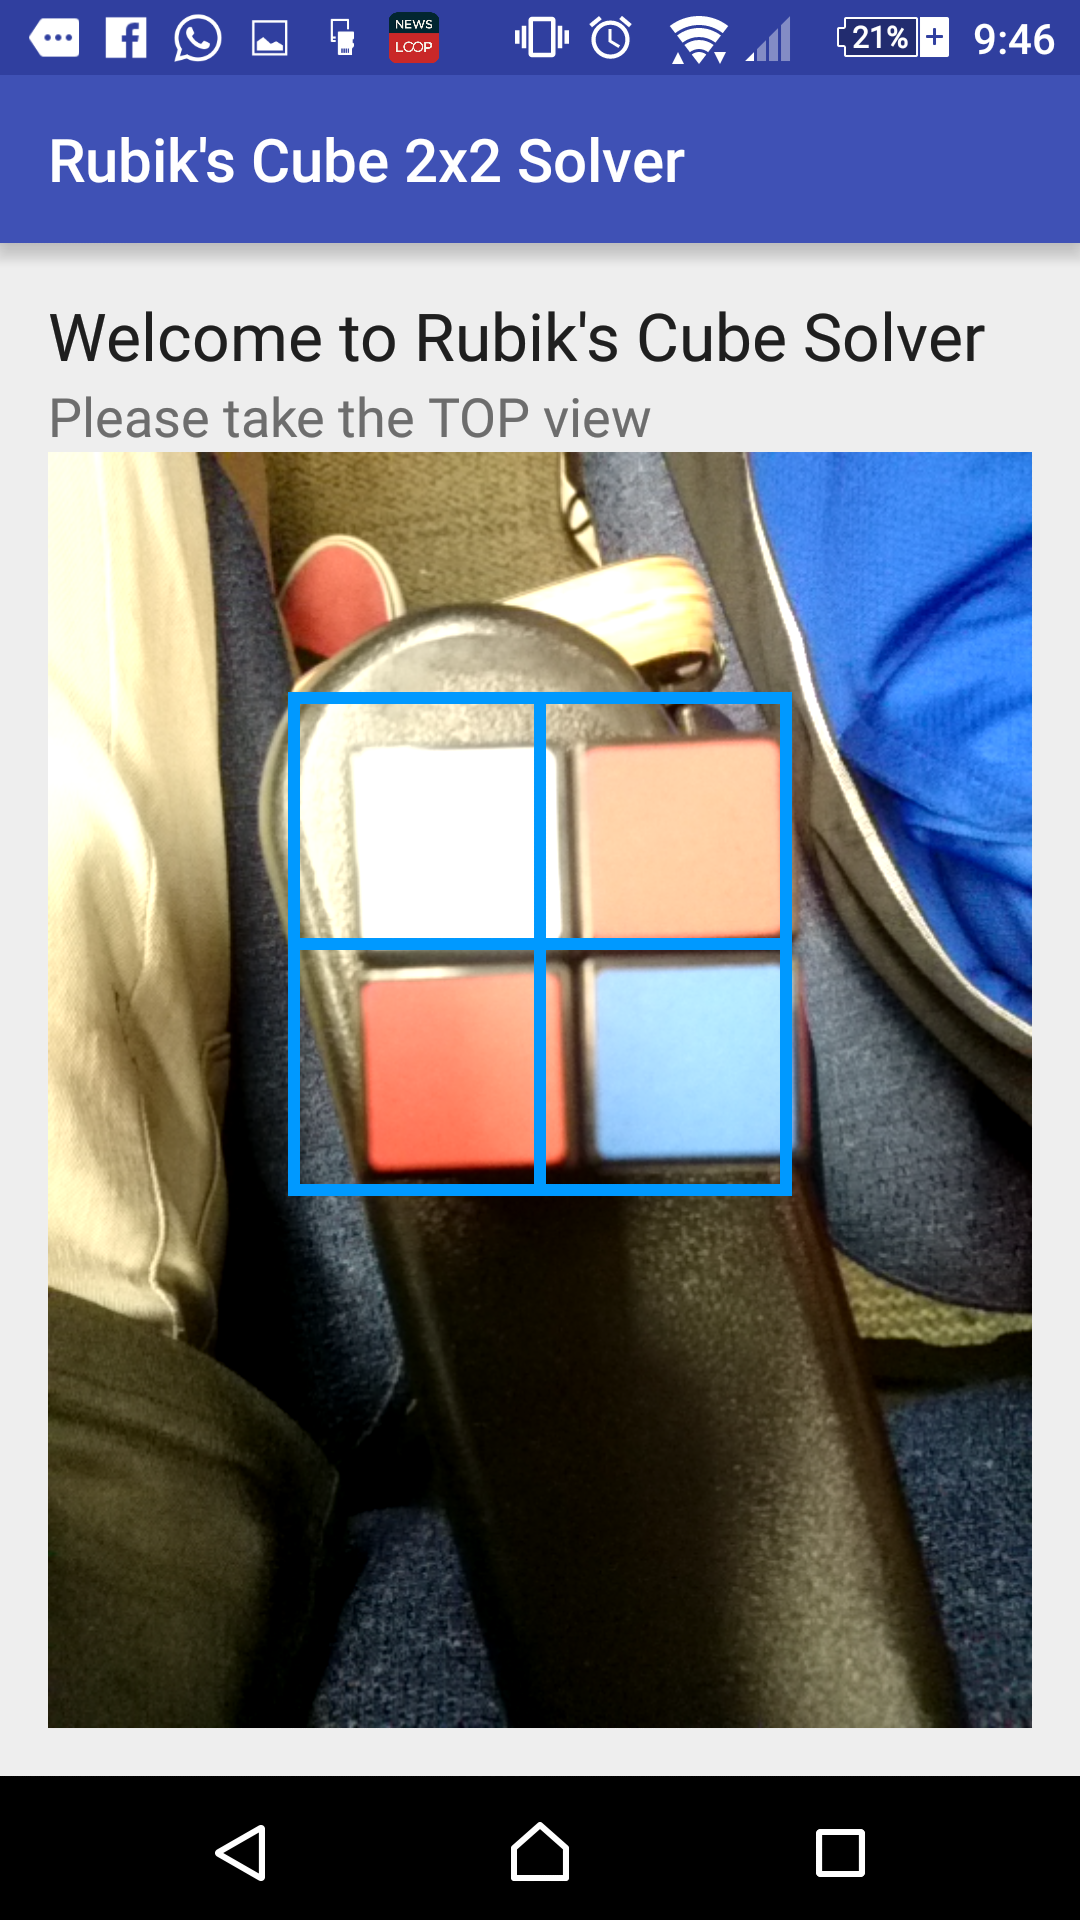 NEWS
LOOP
21%
9:46
Rubik's Cube 2x2 Solver
Welcome to Rubik's Cube Solver
Please take the TOP view